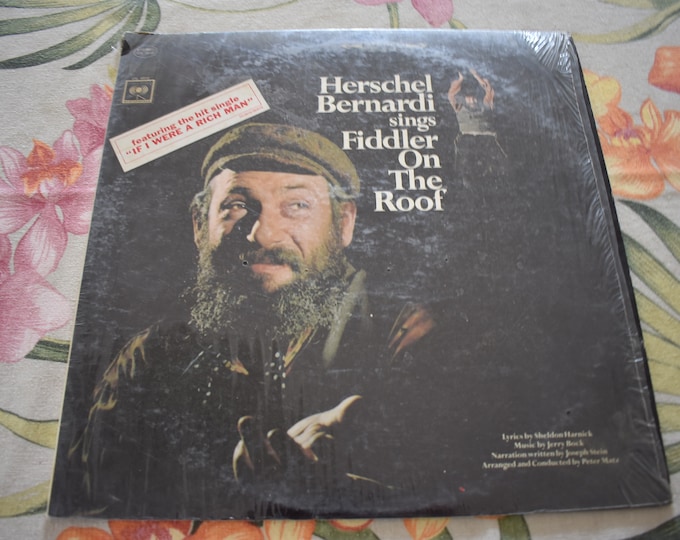 featuring the hit single
"IF I WERE A RICH MAN"
Herschel
Bernardi
sings
Fiddler
On
The
Roof
Lyrics by Sheldon Harnick
Music by Jerry Bock
Narration written by Joseph Stein
Arranged and Conducted by Peter Matz